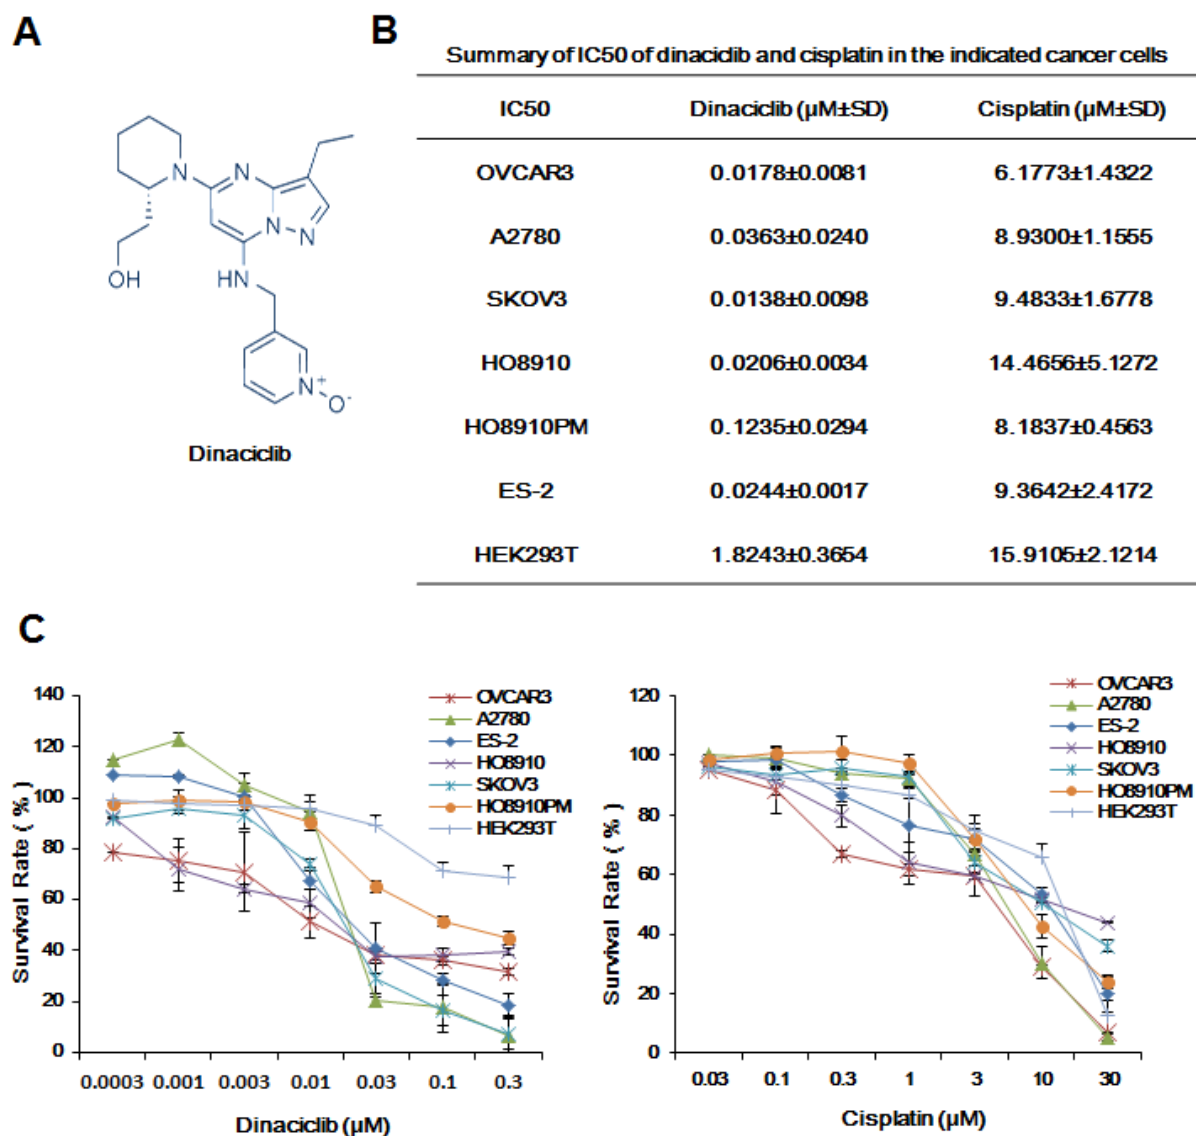 A
B
Summary of IC50 of dinaciclib and cisplatin in the indicated cancer cells
IC50 Dinaciclib (µM±SD) Cisplatin (µM±SD)
OVCAR3 0.0178±0.0081 6.1773±1.4322
A2780 0.0363±0.0240 8.9300±1.1555
SKOV3 0.0138±0.0098 9.4833±1.6778
HO8910 0.0206±0.0034 14.4656±5.1272
HO8910PM 0.1235±0.0294 8.1837±0.4563
ES-2 0.0244±0.0017 9.3642±2.4172
HEK293T 1.8243±0.3654 15.9105±2.1214
N
N
N
N
HN
OH
N+
O-
Dinaciclib
C
Survival Rate ( % )
140
120
100
80
60
40
20
0
0.0003 0.001 0.003 0.01 0.03 0.1 0.3
Dinaciclib (µM)
OVCAR3
A2780
ES-2
HO8910
SKOV3
HO8910PM
HEK293T
Survival Rate ( % )
120
100
80
60
40
20
0
0.03 0.1 0.3 1 3 10 30
Cisplatin (µM)
OVCAR3
A2780
ES-2
HO8910
SKOV3
HO8910PM
HEK293T